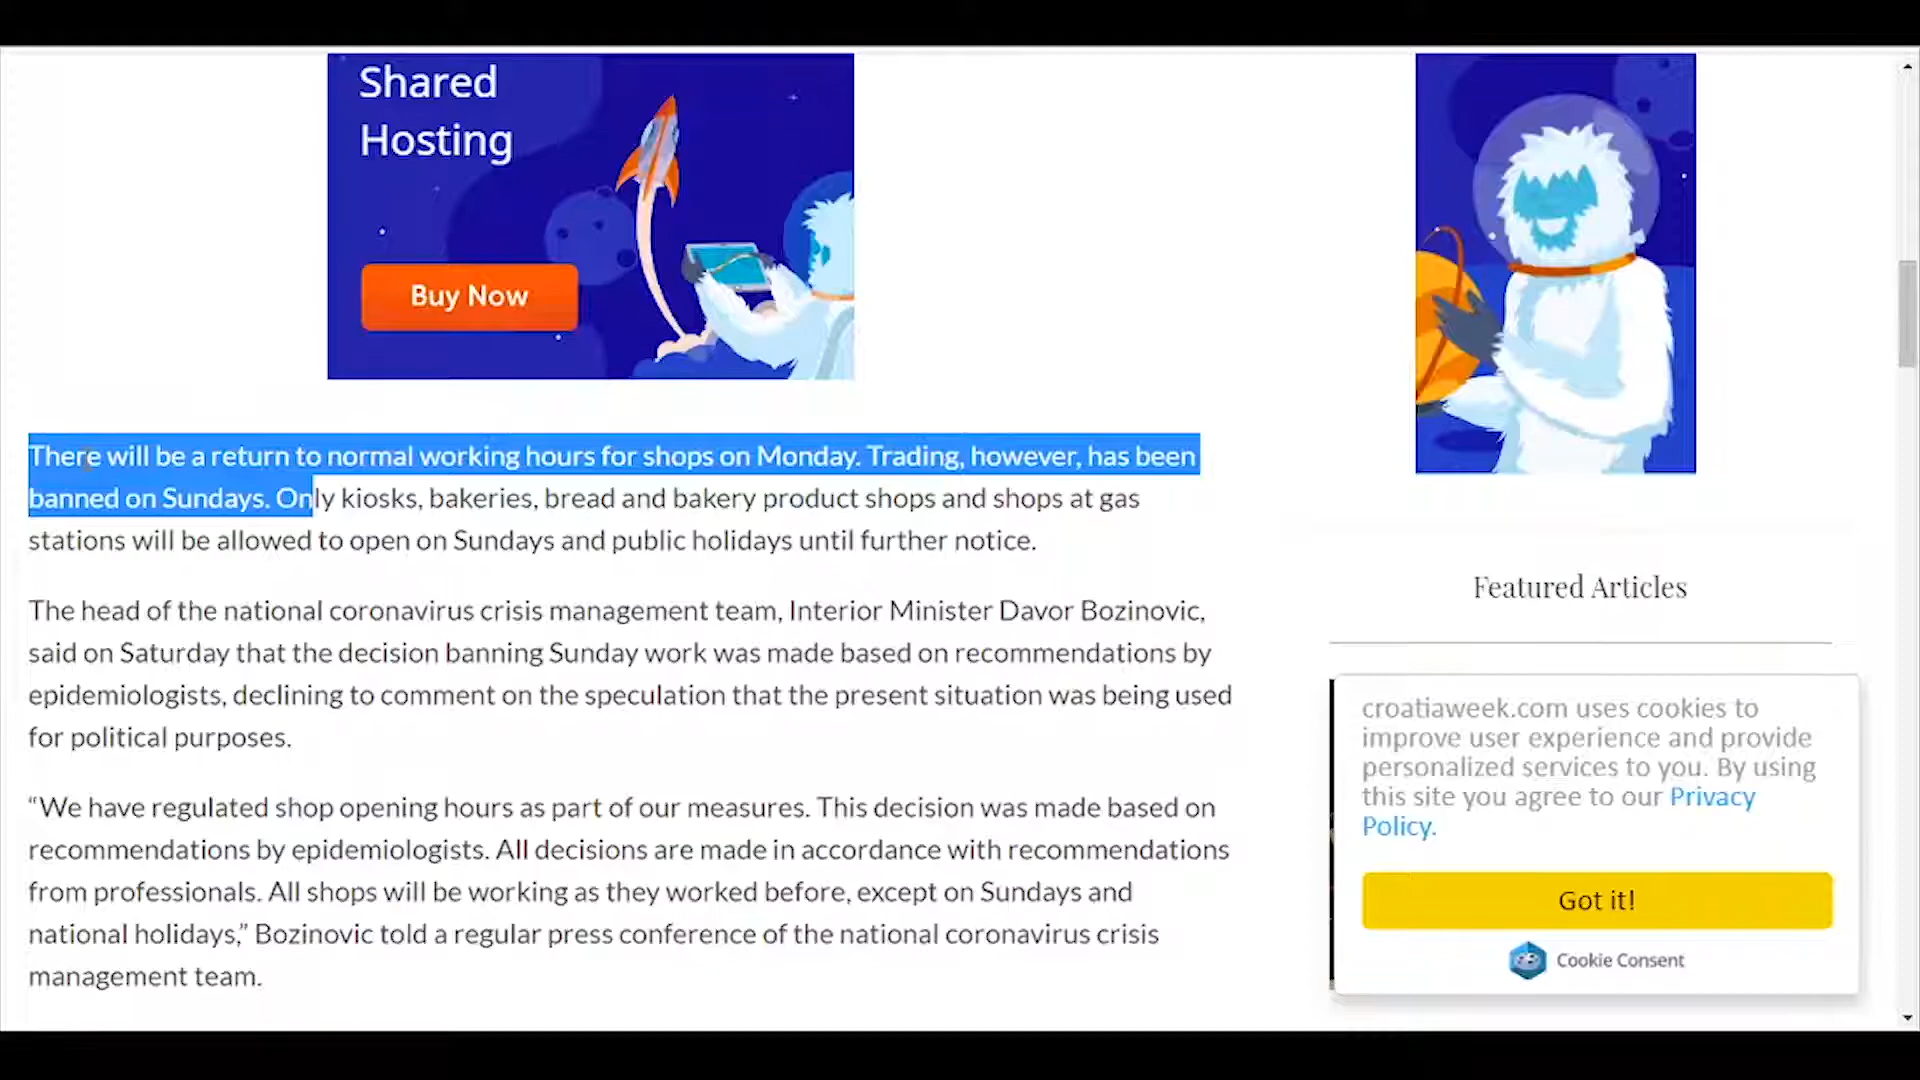 Shared
Hosting
Buy Now
There will be a return to normal working hours for shops on Monday. Trading, however, has been
banned on Sundays. Only kiosks, bakeries, bread and bakery product shops and shops at gas
stations will be allowed to open on Sundays and public holidays until further notice.
The head of the national coronavirus crisis management team, Interior Minister Davor Bozinovic,
said on Saturday that the decision banning Sunday work was made based on recommendations by
epidemiologists, declining to comment on the speculation that the present situation was being used
for political purposes.
“We have regulated shop opening hours as part of our measures. This decision was made based on
recommendations by epidemiologists. All decisions are made in accordance with recommendations
from professionals. All shops will be working as they worked before, except on Sundays and
national holidays,” Bozinovic told a regular press conference of the national coronavirus crisis
management team.
Featured Articles
croatiaweek.com uses cookies to
improve user experience and provide
personalized services to you. By using
this site you agree to our Privacy
Policy.
Got it!
Cookie Consent